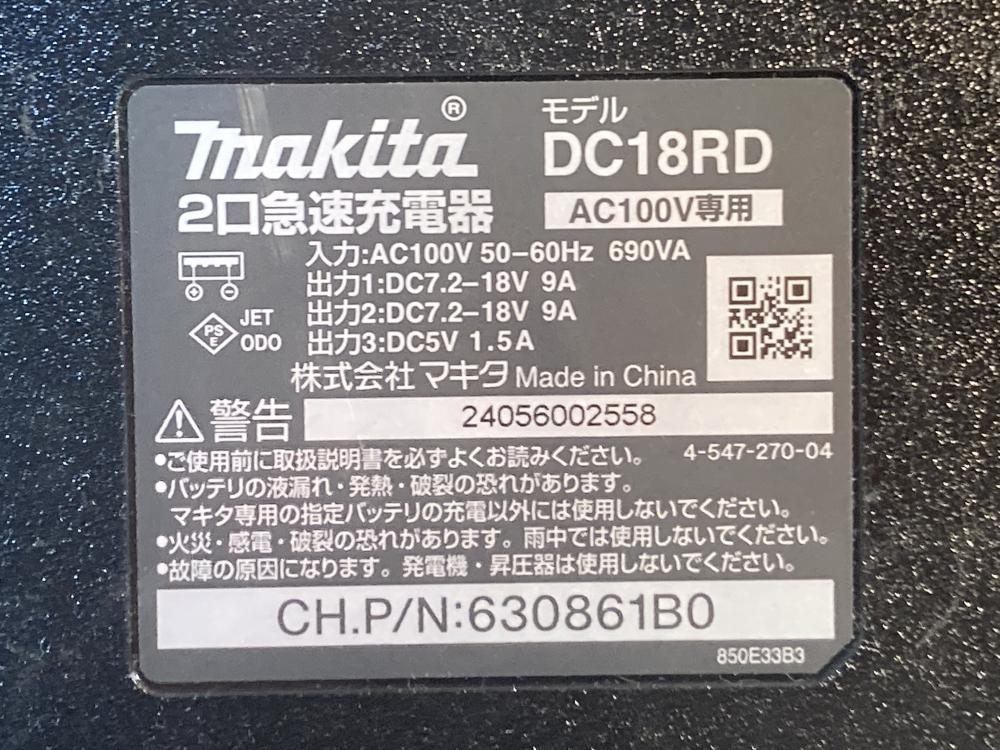 makita®
モデル
DC18RD
2口急速充電器
AC100V専用
入力:AC100V 50–60Hz 690VA
出力1:DC7.2–18V 9A
出力2:DC7.2–18V 9A
出力3:DC5V 1.5A
PS
E
JET
ODO
株式会社マキタ Made in China
警告
24056002558
4-547-270-04
•ご使用前に取扱説明書を必ずよくお読みください。
•バッテリの液漏れ・発熱・破裂の恐れがあります。
マキタ専用の指定バッテリの充電以外には使用しないでください。
•火災・感電・破裂の恐れがあります。雨中では使用しないでください。
•故障の原因になります。発電機・昇圧器は使用しないでください。
CH.P/N:630861B0
850E33B3